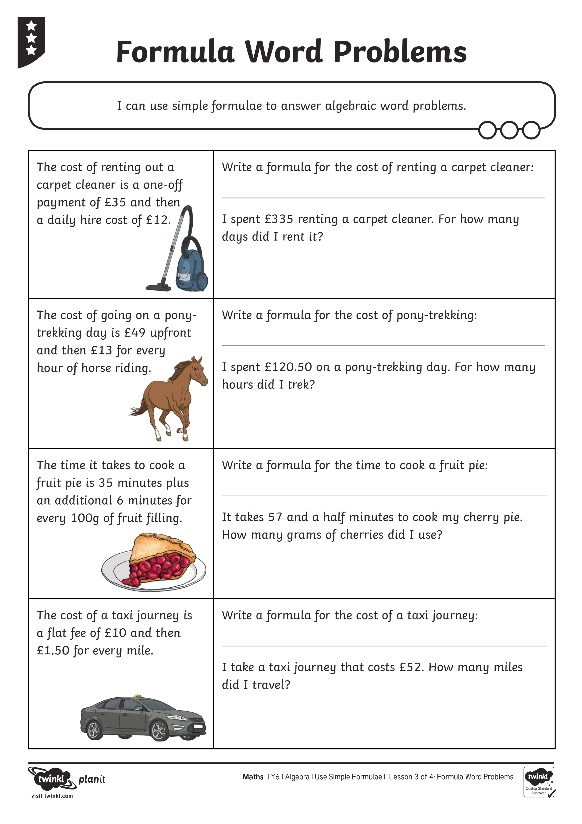 Formula Word Problems
I can use simple formulae to answer algebraic word problems.
The cost of renting out a
carpet cleaner is a one-off
payment of £35 and then
a daily hire cost of £12.
Write a formula for the cost of renting a carpet cleaner:
I spent £335 renting a carpet cleaner. For how many
days did I rent it?
The cost of going on a pony-
trekking day is £49 upfront
and then £13 for every
hour of horse riding.
Write a formula for the cost of pony-trekking:
I spent £120.50 on a pony-trekking day. For how many
hours did I trek?
The time it takes to cook a
fruit pie is 35 minutes plus
an additional 6 minutes for
every 100g of fruit filling.
Write a formula for the time to cook a fruit pie:
It takes 57 and a half minutes to cook my cherry pie.
How many grams of cherries did I use?
The cost of a taxi journey is
a flat fee of £10 and then
£1.50 for every mile.
Write a formula for the cost of a taxi journey:
I take a taxi journey that costs £52. How many miles
did I travel?
twinkl planit
visit twinkl.com
Maths | Y6 | Algebra | Use Simple Formulae | Lesson 3 of 4: Formula Word Problems
twinkl
Quality Standard
Approved